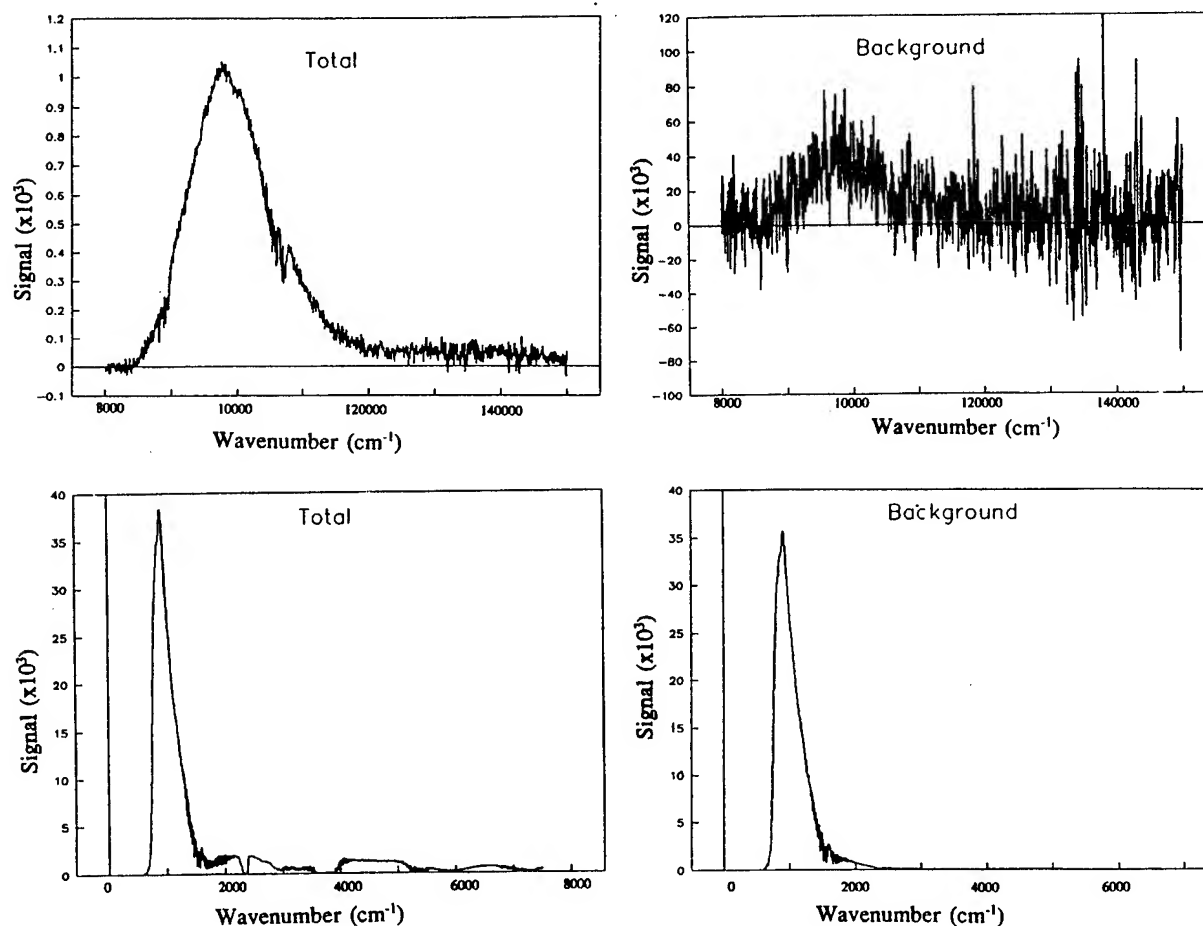 Total
1.2
1.1
1
0.9
0.8
0.7
0.6
0.5
0.4
0.3
0.2
0.1
0
−0.1
Signal (x10³)
8000 10000 120000 140000
Wavenumber (cm⁻¹)
Background
120
100
80
60
40
20
0
−20
−40
−60
−80
−100
Signal (x10³)
8000 10000 120000 140000
Wavenumber (cm⁻¹)
Total
40
35
30
25
20
15
10
5
0
Signal (x10³)
0 2000 4000 6000 8000
Wavenumber (cm⁻¹)
Background
40
35
30
25
20
15
10
5
0
Signal (x10³)
0 2000 4000 6000
Wavenumber (cm⁻¹)